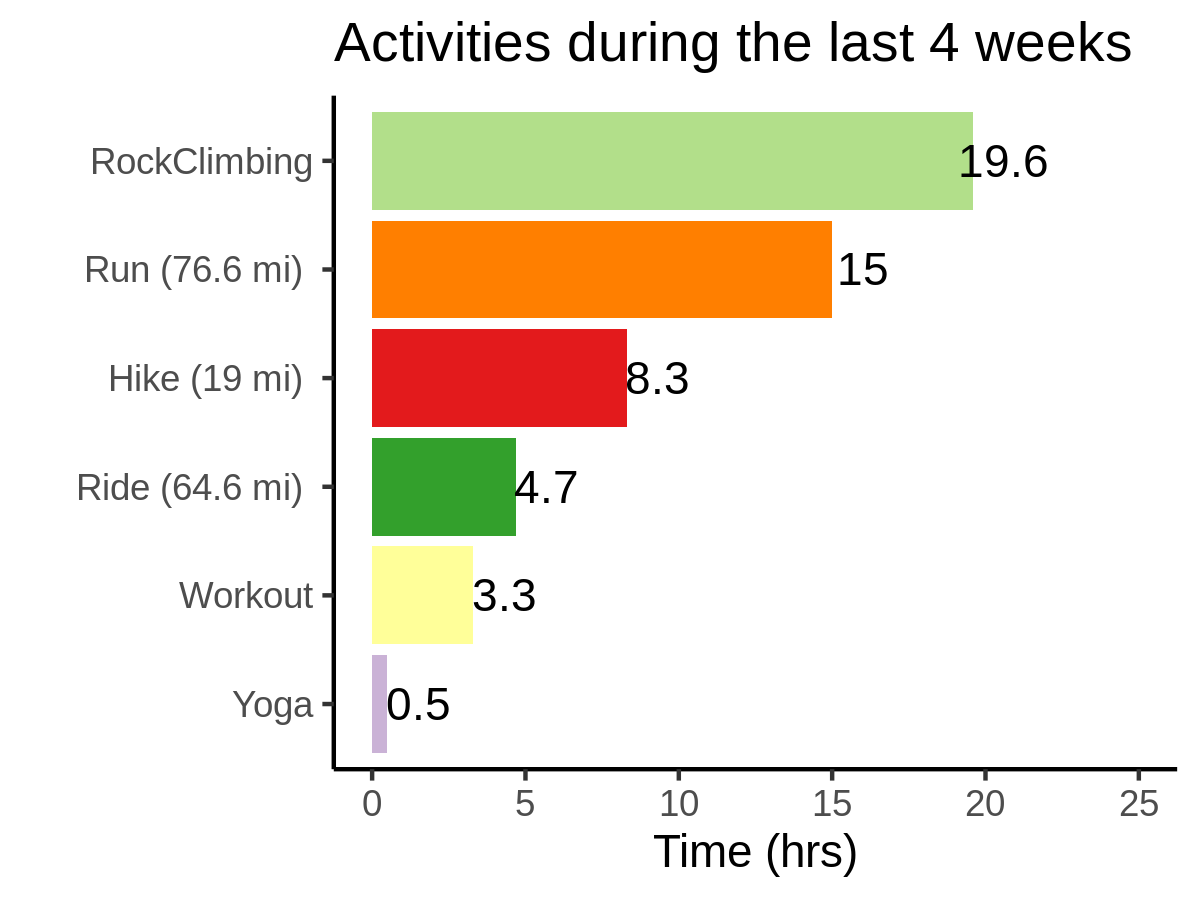 Activities during the last 4 weeks
RockClimbing 19.6
Run (76.6 mi) 15
Hike (19 mi) 8.3
Ride (64.6 mi) 4.7
Workout 3.3
Yoga 0.5
0 5 10 15 20 25
Time (hrs)